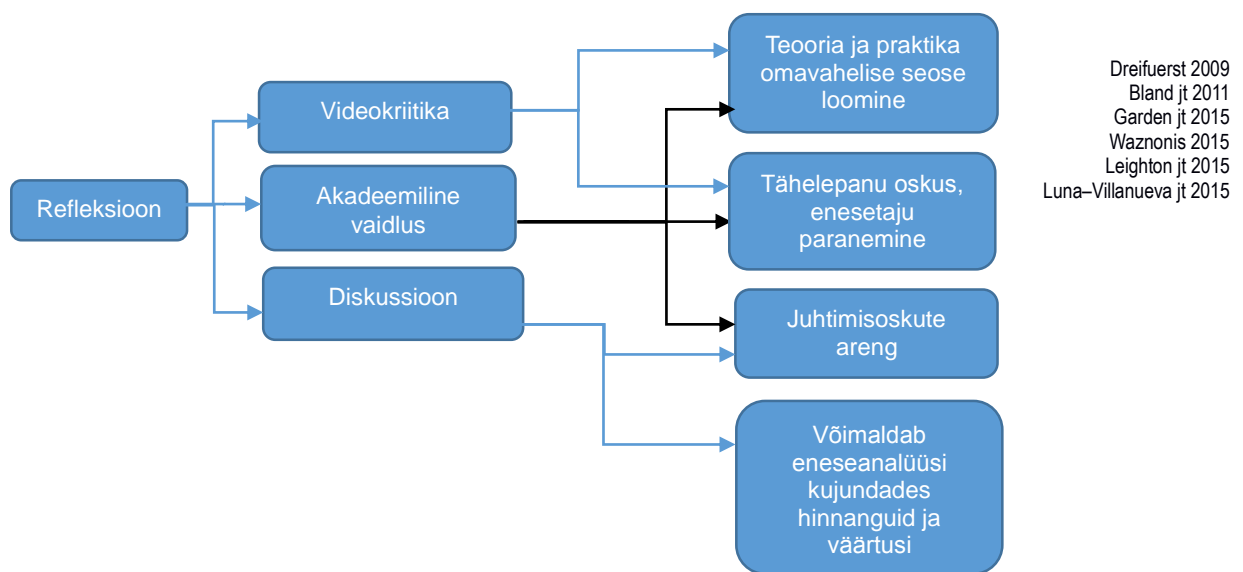 Refleksioon
Videokriitika
Akadeemiline
vaidlus
Diskussioon
Teooria ja praktika
omavahelise seose
loomine
Tähelepanu oskus,
enesetaju
paranemine
Juhtimisoskute
areng
Võimaldab
eneseanalüüsi
kujundades
hinnanguid ja
väärtusi
Dreifuerst 2009
Bland jt 2011
Garden jt 2015
Waznonis 2015
Leighton jt 2015
Luna–Villanueva jt 2015